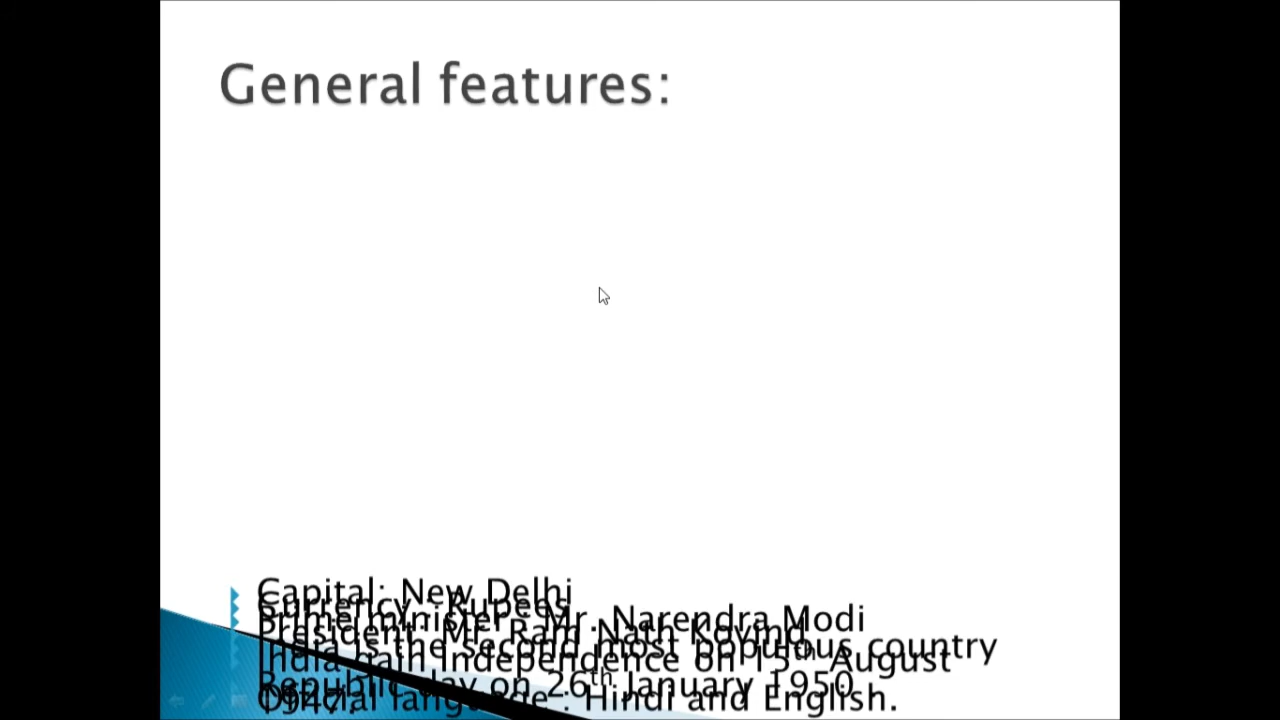 General features:
Capital: New Delhi
Currency : Rupees
Prime minister : Mr. Narendra Modi
President: Mr. Ram Nath Kovind
India is the second most populous country
India gain Independence on 15th August
1947.
Republic day on 26th January 1950
Official language : Hindi and English.